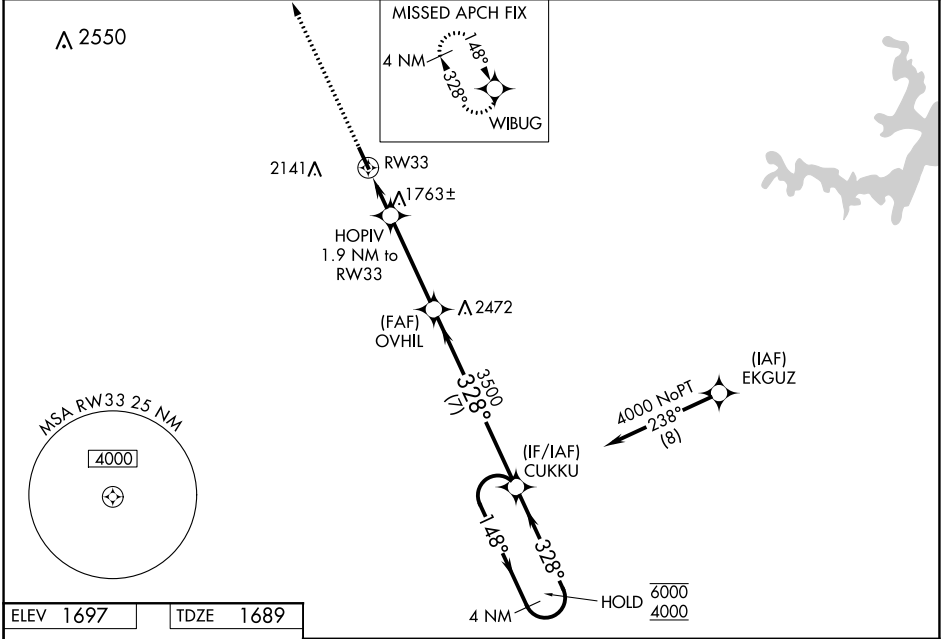 2550
MISSED APCH FIX
4 NM
148°
328°
WIBUG
2141
RW33
1763±
HOPIV
1.9 NM to
RW33
2472
(FAF)
OVHIL
3500
328°
(7)
(IAF)
EKGUZ
4000 NoPT
238°
(8)
MSA RW33 25 NM
4000
(IF/IAF)
CUKKU
148°
328°
4 NM
HOLD
6000
4000
ELEV 1697
TDZE 1689